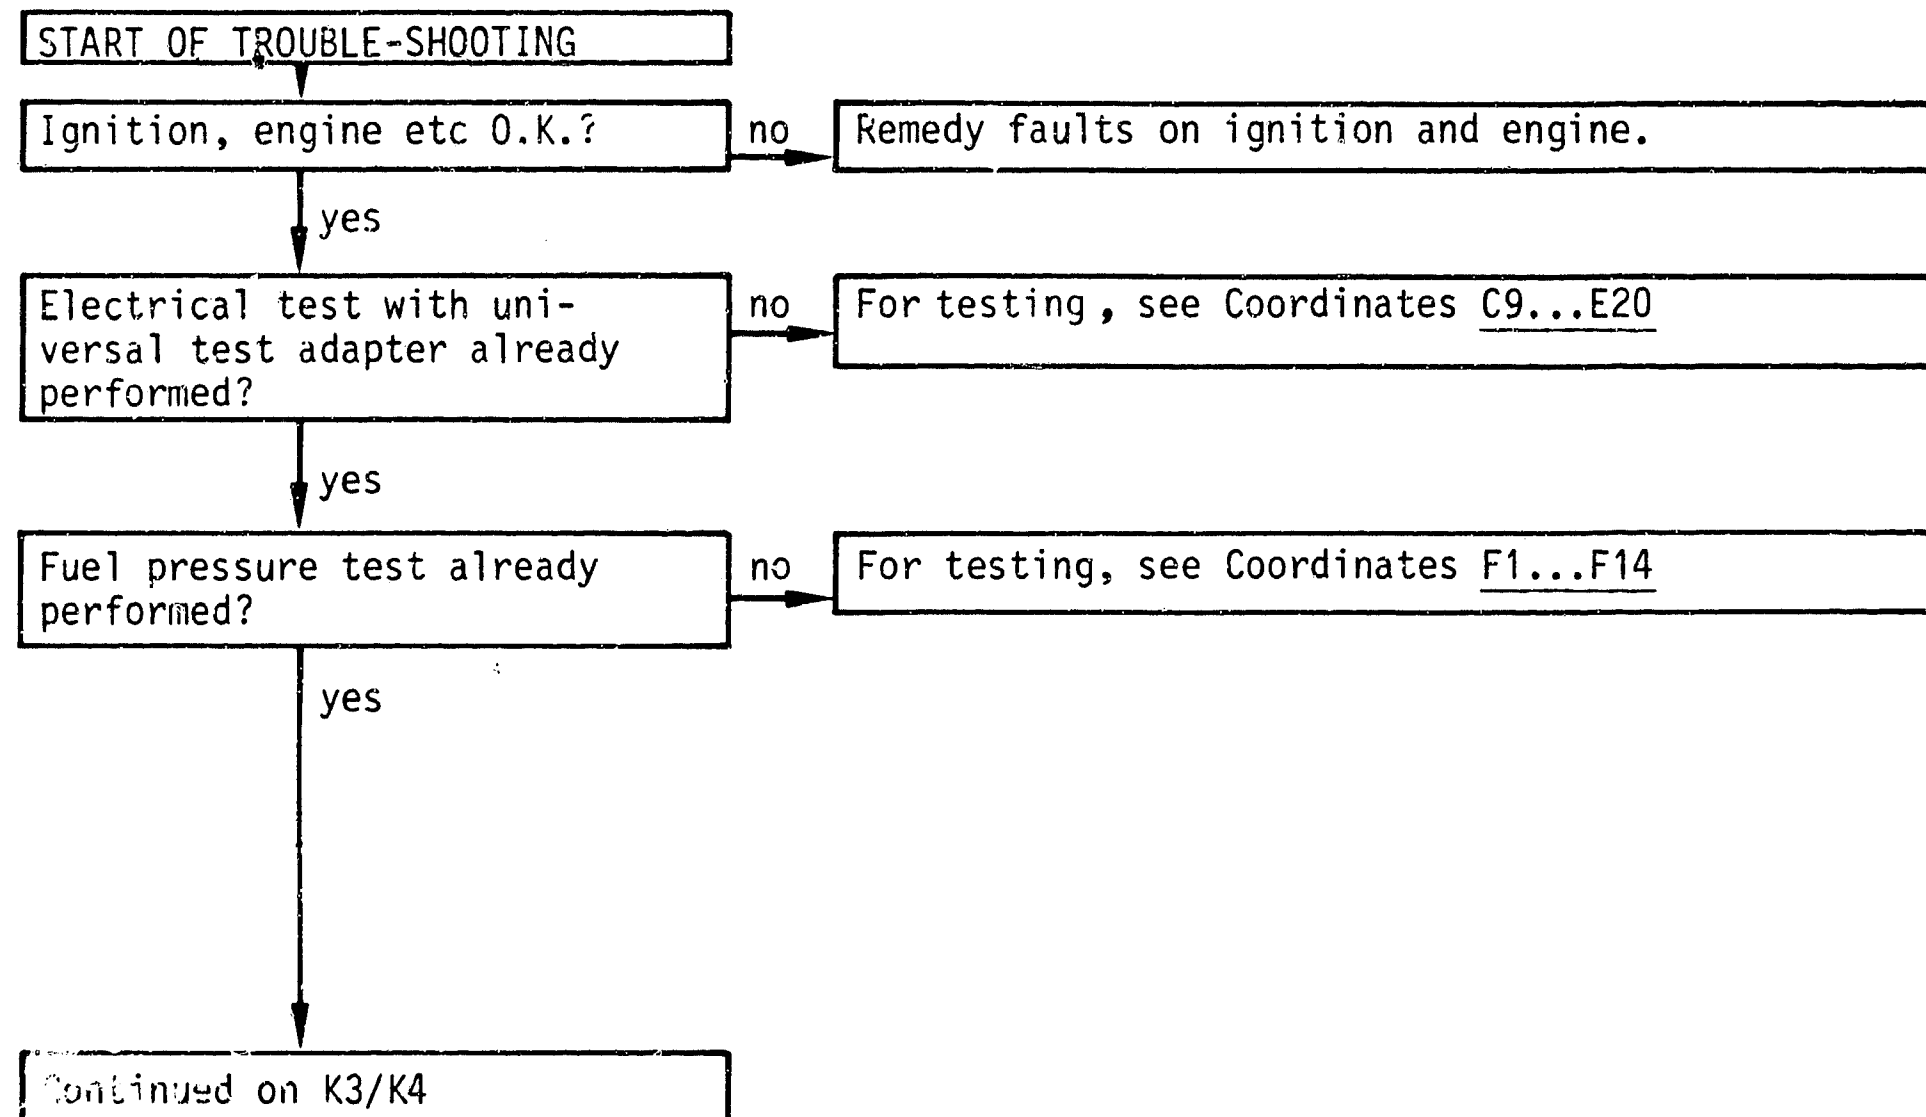 START OF TROUBLE-SHOOTING
Ignition, engine etc O.K.?
no
Remedy faults on ignition and engine.
yes
Electrical test with uni-
versal test adapter already
performed?
no
For testing, see Coordinates C9...E20
yes
Fuel pressure test already
performed?
no
For testing, see Coordinates F1...F14
yes
Continued on K3/K4